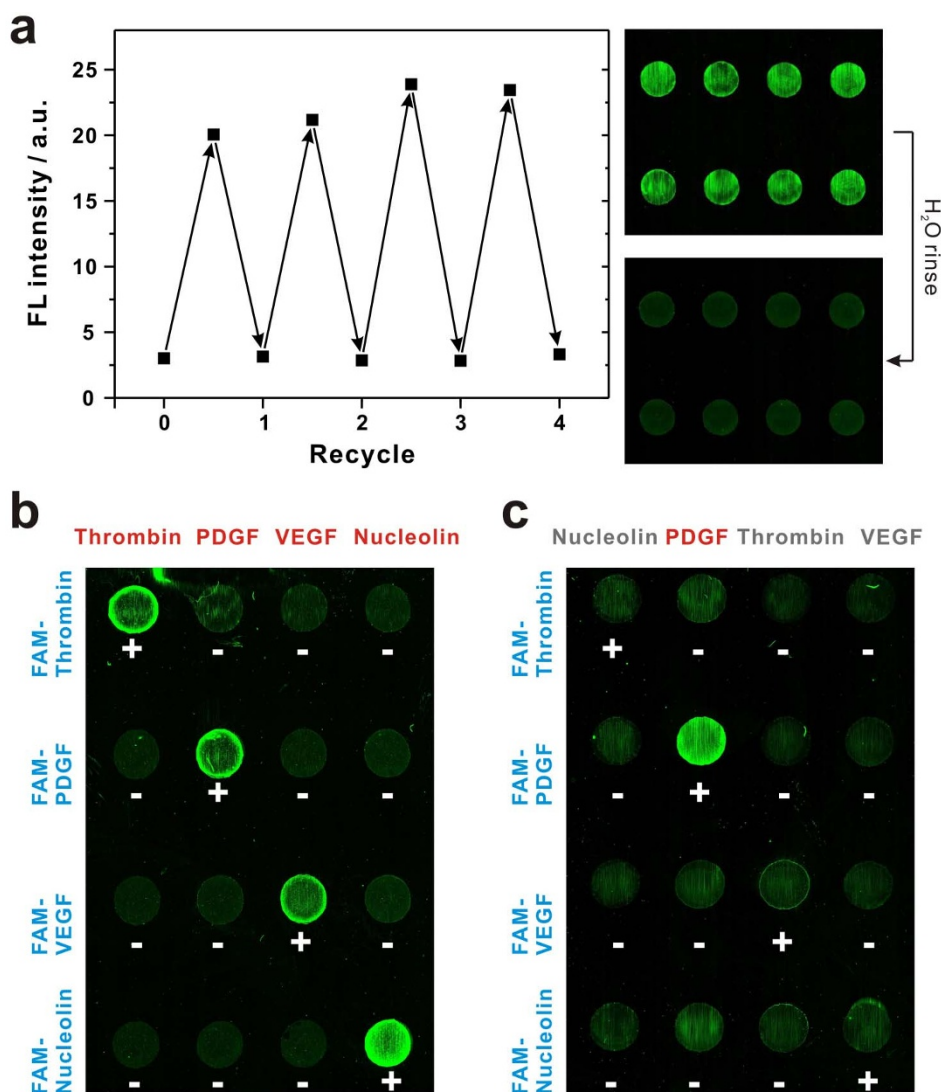 a
25
20
15
10
5
0
FL intensity / a.u.
0 1 2 3 4
Recycle
H₂O rinse
b
Thrombin PDGF VEGF Nucleolin
FAM-
Thrombin
+ - - -
FAM-
PDGF
- + - -
FAM-
VEGF
- - + -
FAM-
Nucleolin
- - - +
c
Nucleolin PDGF Thrombin VEGF
FAM-
Thrombin
+ - - -
FAM-
PDGF
- + - -
FAM-
VEGF
- - + -
FAM-
Nucleolin
- - - +